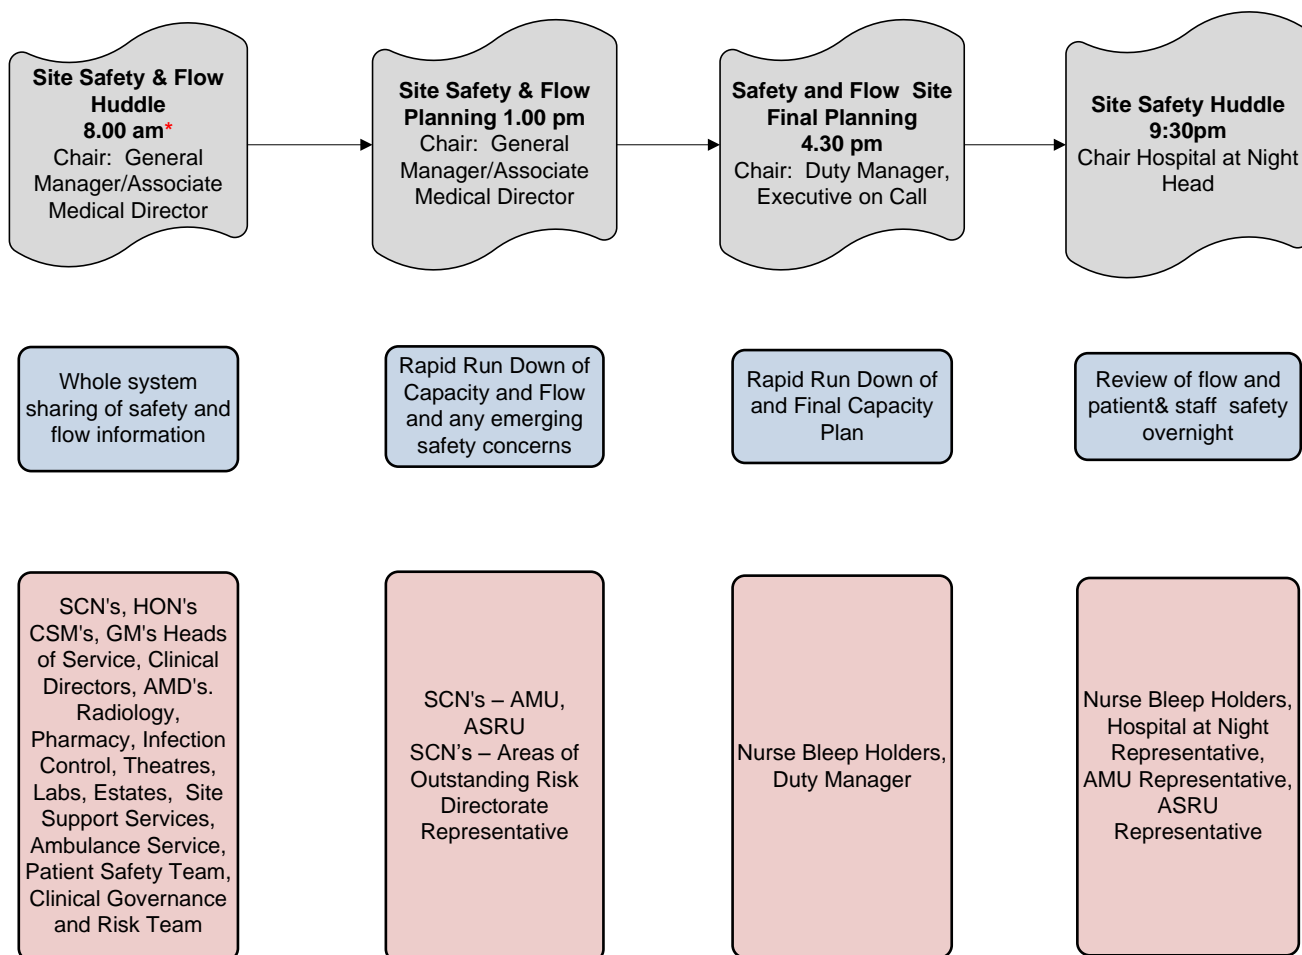 Site Safety & Flow
Huddle
8.00 am*
Chair:  General
Manager/Associate
Medical Director
Site Safety & Flow
Planning 1.00 pm
Chair:  General
Manager/Associate
Medical Director
Safety and Flow  Site
Final Planning
4.30 pm
Chair:  Duty Manager,
Executive on Call
Site Safety Huddle
9:30pm
Chair Hospital at Night
Head
Whole system
sharing of safety and
flow information
Rapid Run Down of
Capacity and Flow
and any emerging
safety concerns
Rapid Run Down of
and Final Capacity
Plan
Review of flow and
patient& staff  safety
overnight
SCN's, HON's
CSM's, GM's Heads
of Service, Clinical
Directors, AMD's.
Radiology,
Pharmacy, Infection
Control, Theatres,
Labs, Estates,  Site
Support Services,
Ambulance Service,
Patient Safety Team,
Clinical Governance
and Risk Team
SCN's – AMU,
ASRU
SCN’s – Areas of
Outstanding Risk
Directorate
Representative
Nurse Bleep Holders,
Duty Manager
Nurse Bleep Holders,
Hospital at Night
Representative,
AMU Representative,
ASRU
Representative